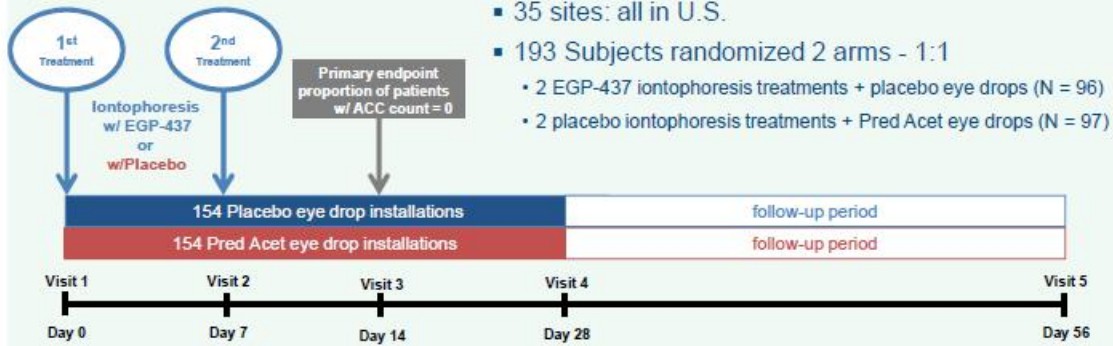 ▪ 35 sites: all in U.S.
▪ 193 Subjects randomized 2 arms - 1:1
• 2 EGP-437 iontophoresis treatments + placebo eye drops (N = 96)
• 2 placebo iontophoresis treatments + Pred Acet eye drops (N = 97)
1st
Treatment
2nd
Treatment
Iontophoresis
w/ EGP-437
or
w/Placebo
Primary endpoint
proportion of patients
w/ ACC count = 0
154 Placebo eye drop installations
follow-up period
154 Pred Acet eye drop installations
follow-up period
Visit 1
Visit 2
Visit 3
Visit 4
Visit 5
Day 0
Day 7
Day 14
Day 28
Day 56